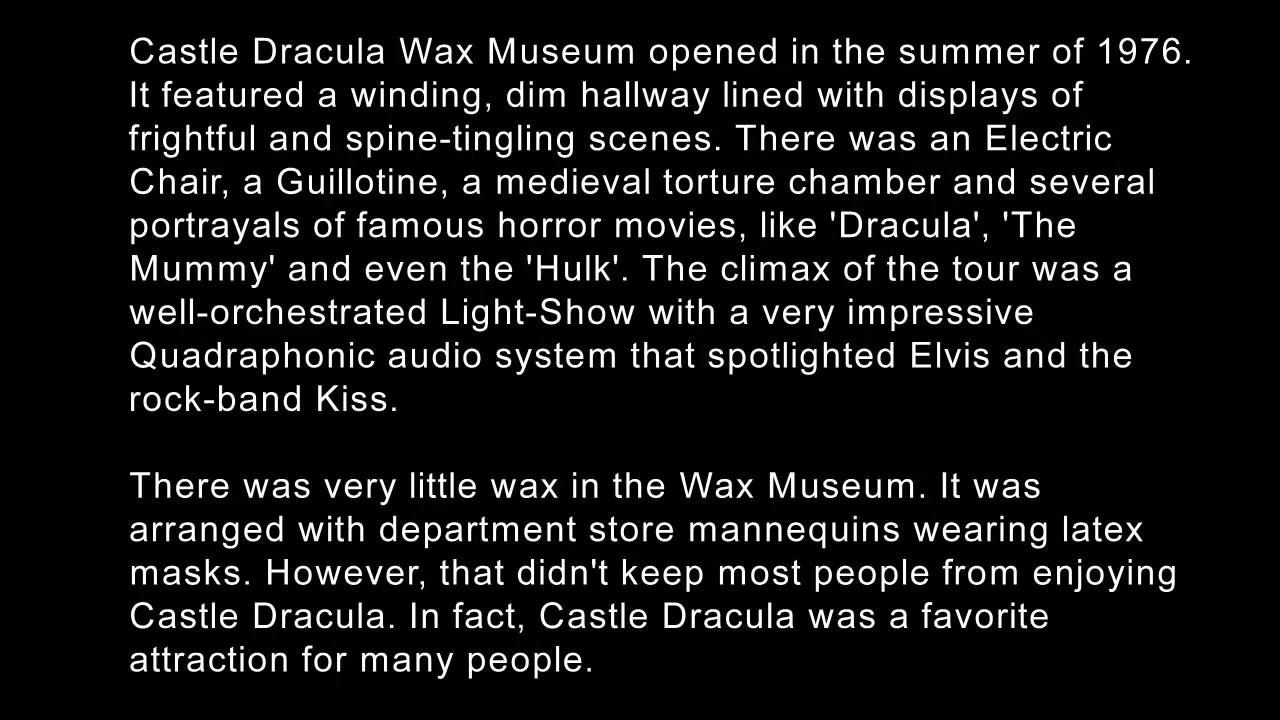 Castle Dracula Wax Museum opened in the summer of 1976.
It featured a winding, dim hallway lined with displays of
frightful and spine-tingling scenes. There was an Electric
Chair, a Guillotine, a medieval torture chamber and several
portrayals of famous horror movies, like 'Dracula', 'The
Mummy' and even the 'Hulk'. The climax of the tour was a
well-orchestrated Light-Show with a very impressive
Quadraphonic audio system that spotlighted Elvis and the
rock-band Kiss.

There was very little wax in the Wax Museum. It was
arranged with department store mannequins wearing latex
masks. However, that didn't keep most people from enjoying
Castle Dracula. In fact, Castle Dracula was a favorite
attraction for many people.